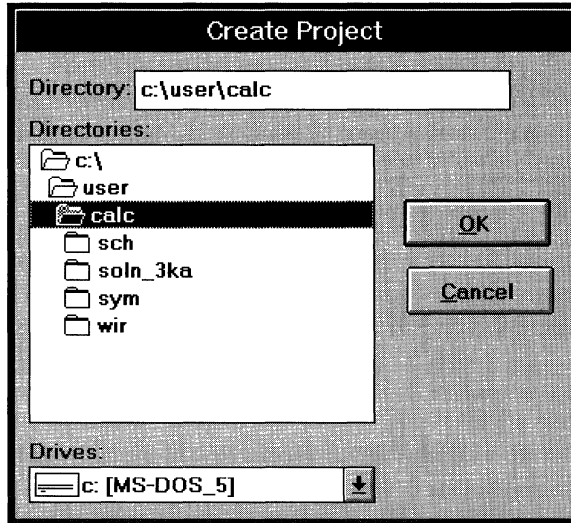 Create Project
Directory: c:\user\calc
Directories:
c:\
user
calc
sch
soln_3ka
sym
wir
OK
Cancel
Drives:
c: [MS-DOS_5]